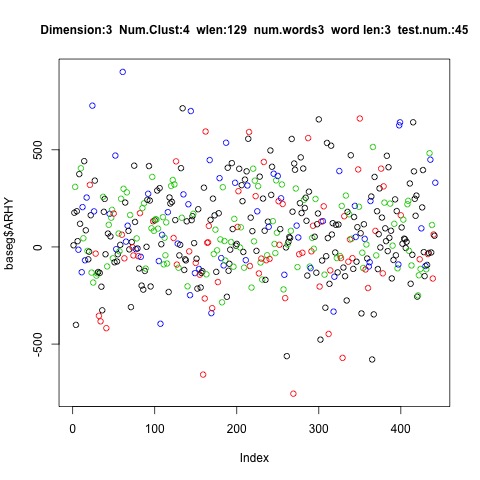 Dimension:3 Num.Clust:4 wlen:129 num.words3 word len:3 test.num.:45
baseg$ARHY
500
0
-500
0 100 200 300 400
Index